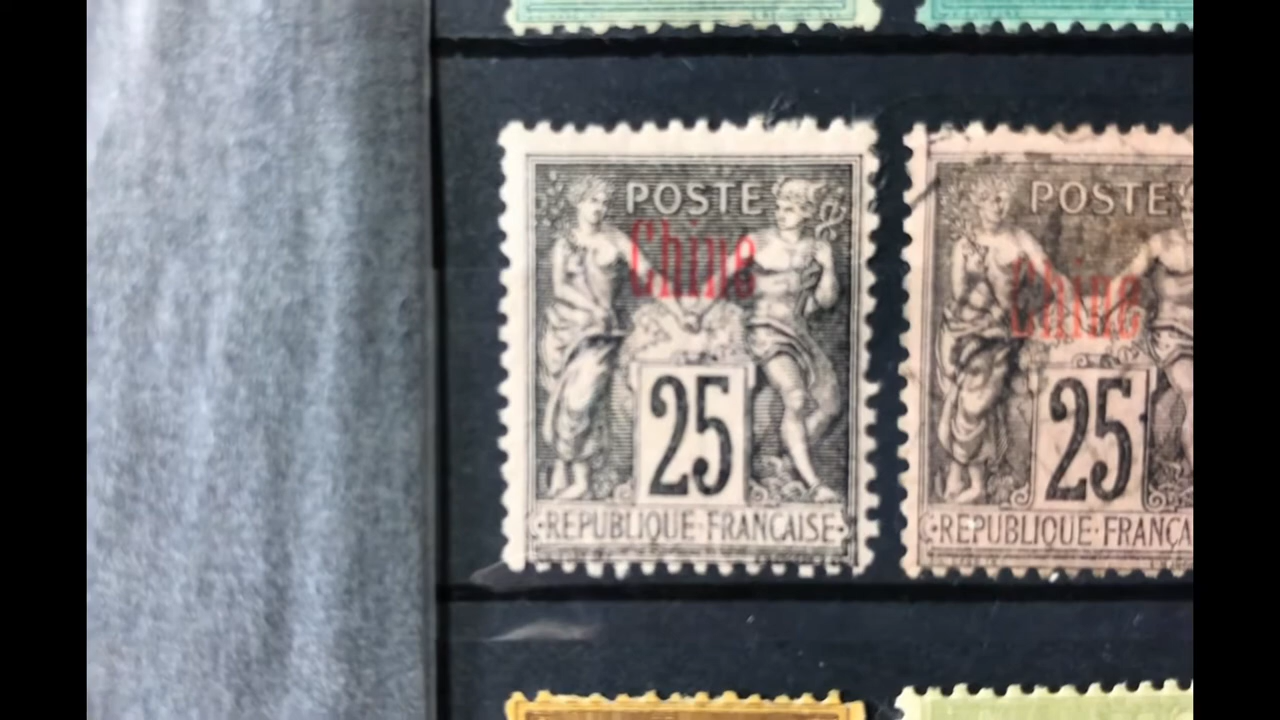 POSTE
Chine
25
·REPUBLIQUE·FRANCAISE·
POSTE
Chine
25
·REPUBLIQUE·FRANÇA